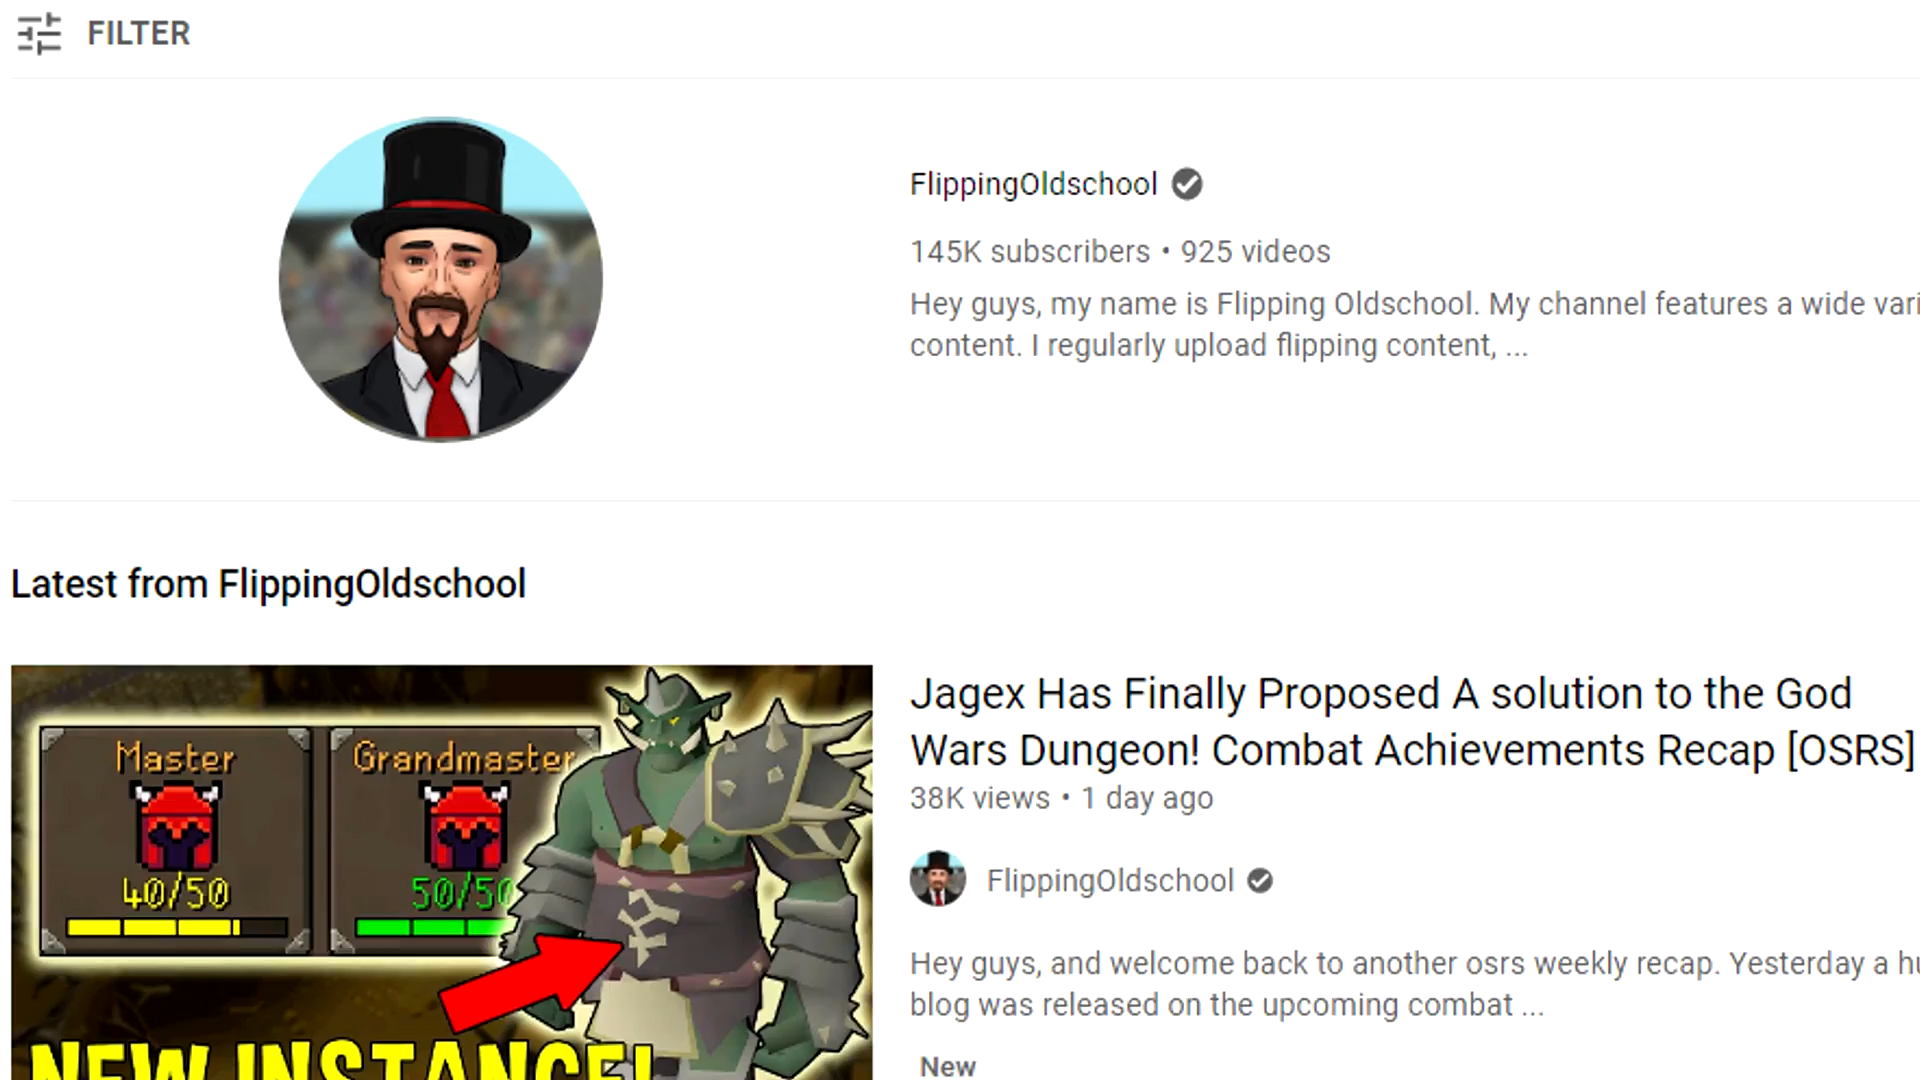 FILTER
FlippingOldschool
145K subscribers • 925 videos
Hey guys, my name is Flipping Oldschool. My channel features a wide vari
content. I regularly upload flipping content, ...
Latest from FlippingOldschool
Master
Grandmaster
40/50
50/50
NEW INSTANCE!
Jagex Has Finally Proposed A solution to the God
Wars Dungeon! Combat Achievements Recap [OSRS]
38K views • 1 day ago
FlippingOldschool
Hey guys, and welcome back to another osrs weekly recap. Yesterday a hu
blog was released on the upcoming combat ...
New